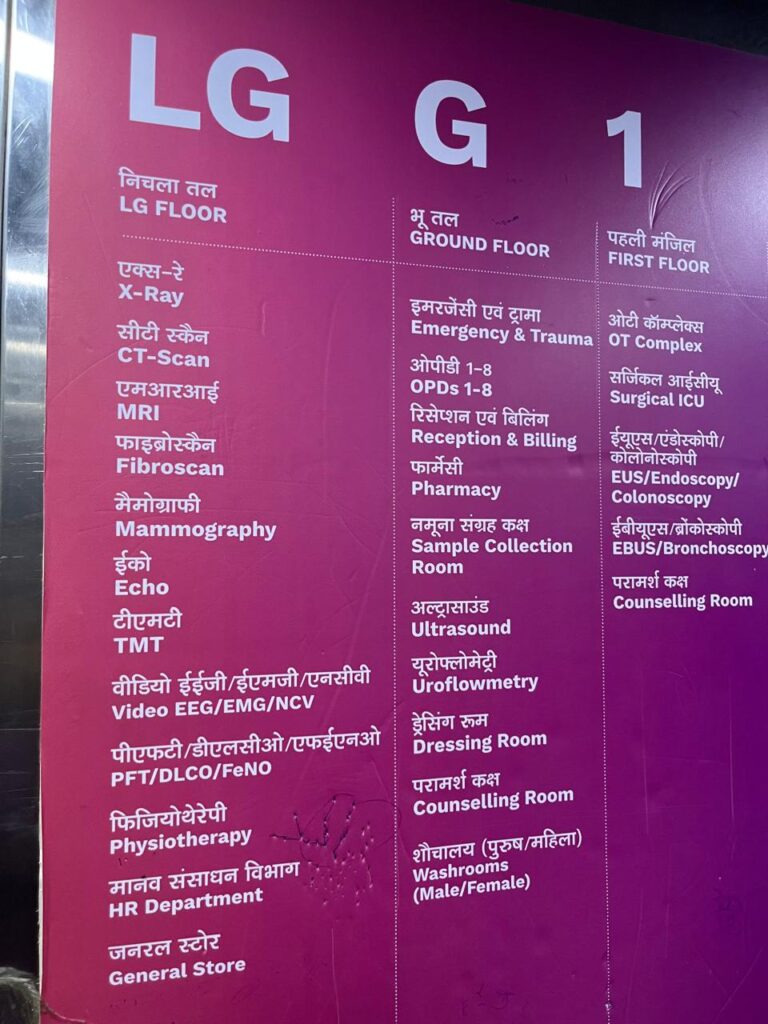 LG
निचला तल
LG FLOOR
एक्स-रे
X-Ray
सीटी स्कैन
CT-Scan
एमआरआई
MRI
फाइब्रोस्कैन
Fibroscan
मैमोग्राफी
Mammography
ईको
Echo
टीएमटी
TMT
वीडियो ईईजी/ईएमजी/एनसीवी
Video EEG/EMG/NCV
पीएफटी/डीएलसीओ/एफईएनओ
PFT/DLCO/FeNO
फिजियोथेरेपी
Physiotherapy
मानव संसाधन विभाग
HR Department
जनरल स्टोर
General Store
G
भू तल
GROUND FLOOR
इमरजेंसी एवं ट्रामा
Emergency & Trauma
ओपीडी 1-8
OPDs 1-8
रिसेप्शन एवं बिलिंग
Reception & Billing
फार्मेसी
Pharmacy
नमूना संग्रह कक्ष
Sample Collection
Room
अल्ट्रासाउंड
Ultrasound
यूरोफ्लोमेट्री
Uroflowmetry
ड्रेसिंग रूम
Dressing Room
परामर्श कक्ष
Counselling Room
शौचालय (पुरुष/महिला)
Washrooms
(Male/Female)
1
पहली मंजिल
FIRST FLOOR
ओटी कॉम्प्लेक्स
OT Complex
सर्जिकल आईसीयू
Surgical ICU
ईयूएस/एंडोस्कोपी/
कोलोनोस्कोपी
EUS/Endoscopy/
Colonoscopy
ईबीयूएस/ब्रोंकोस्कोपी
EBUS/Bronchoscopy
परामर्श कक्ष
Counselling Room